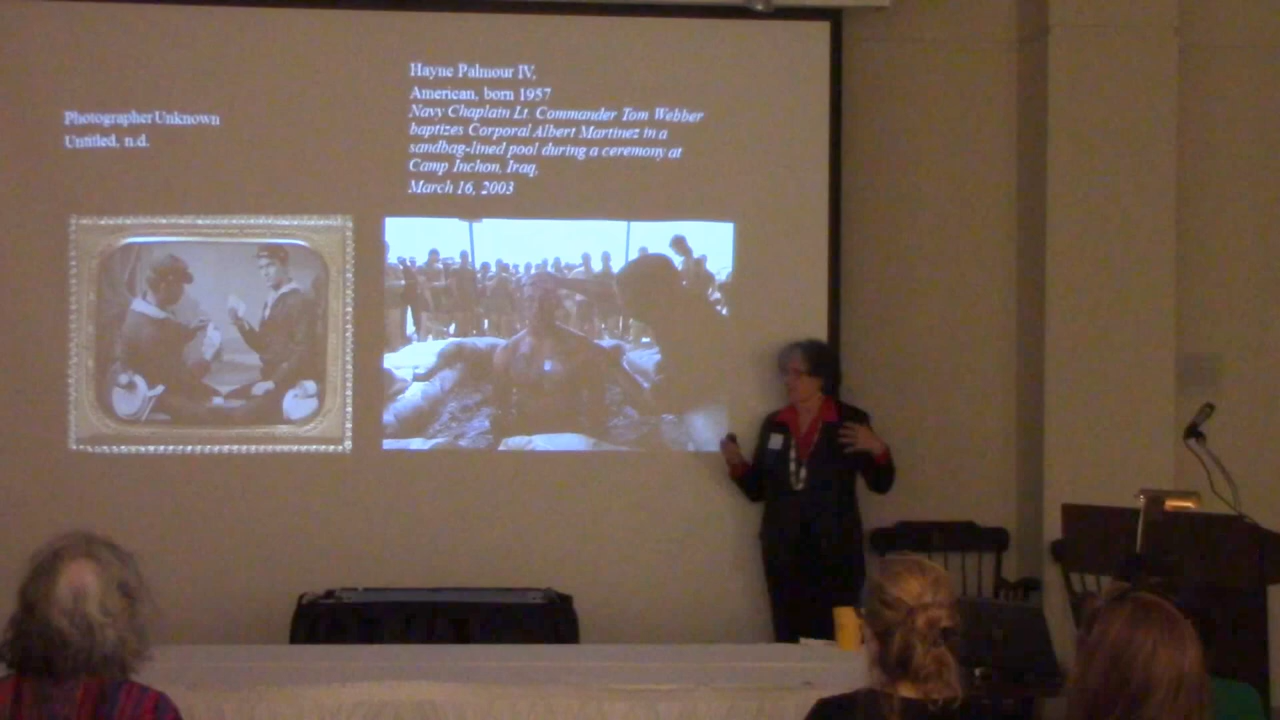 Photographer Unknown
Untitled, n.d.
Hayne Palmour IV,
American, born 1957
Navy Chaplain Lt. Commander Tom Webber
baptizes Corporal Albert Martinez in a
sandbag-lined pool during a ceremony at
Camp Inchon, Iraq,
March 16, 2003